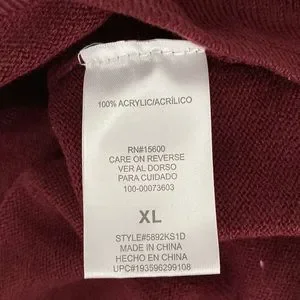 100% ACRYLIC/ACRÍLICO
RN#15600
CARE ON REVERSE
VER AL DORSO
PARA CUIDADO
100-00073603
XL
STYLE#5892KS1D
MADE IN CHINA
HECHO EN CHINA
UPC#193596299108